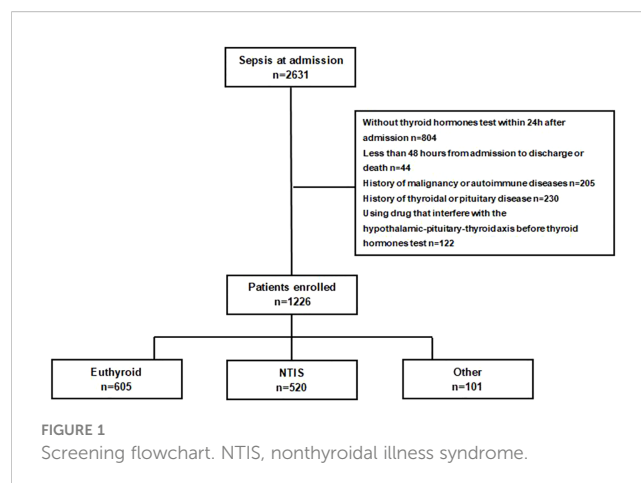 Sepsis at admission
n=2631
Without thyroid hormones test within 24h after
admission n=804
Less than 48 hours from admission to discharge or
death n=44
History of malignancy or autoimmune diseases n=205
History of thyroidal or pituitary disease n=230
Using drug that interfere with the
hypothalamic-pituitary-thyroid axis before thyroid
hormones test n=122
Patients enrolled
n=1226
Euthyroid
n=605
NTIS
n=520
Other
n=101
FIGURE 1
Screening flowchart. NTIS, nonthyroidal illness syndrome.